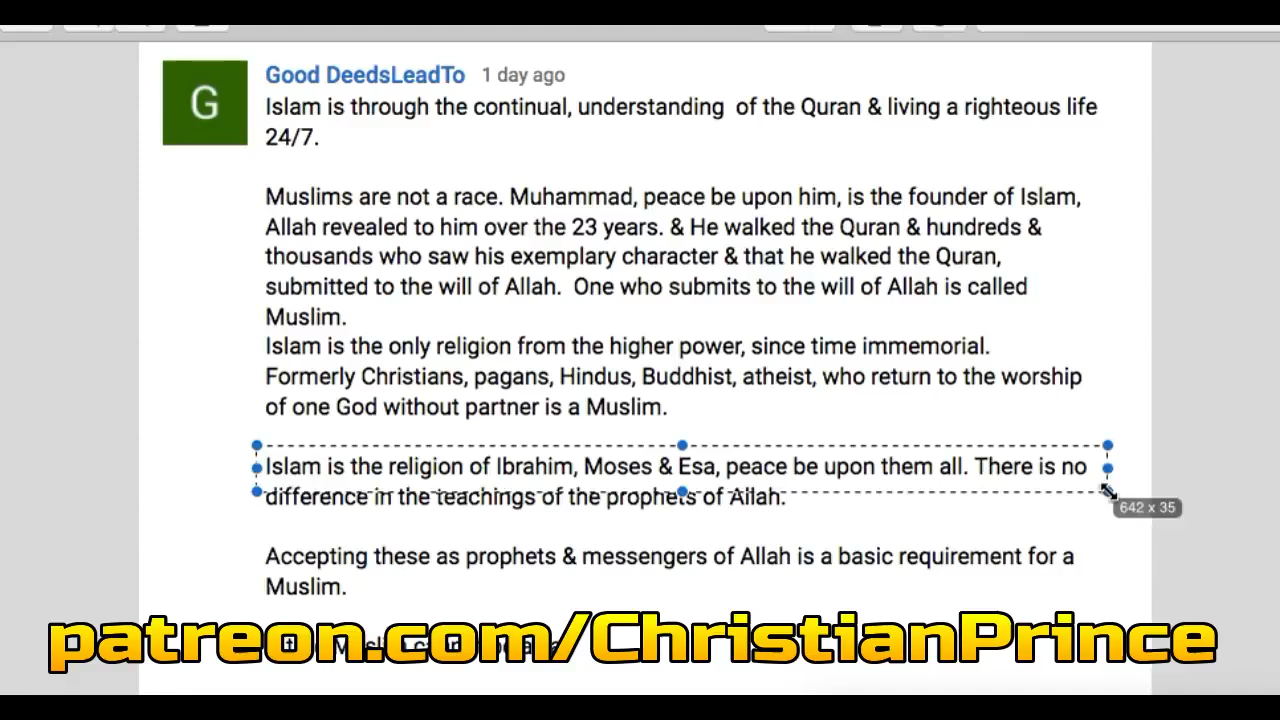 G
Good DeedsLeadTo 1 day ago
Islam is through the continual, understanding of the Quran & living a righteous life
24/7.
Muslims are not a race. Muhammad, peace be upon him, is the founder of Islam,
Allah revealed to him over the 23 years. & He walked the Quran & hundreds &
thousands who saw his exemplary character & that he walked the Quran,
submitted to the will of Allah. One who submits to the will of Allah is called
Muslim.
Islam is the only religion from the higher power, since time immemorial.
Formerly Christians, pagans, Hindus, Buddhist, atheist, who return to the worship
of one God without partner is a Muslim.
Islam is the religion of Ibrahim, Moses & Esa, peace be upon them all. There is no
difference in the teachings of the prophets of Allah.
642 x 35
Accepting these as prophets & messengers of Allah is a basic requirement for a
Muslim.
patreon.com/ChristianPrince